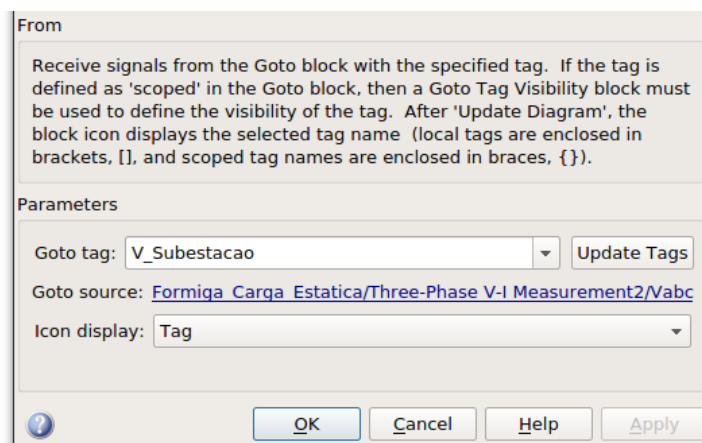 From
Receive signals from the Goto block with the specified tag. If the tag is
defined as 'scoped' in the Goto block, then a Goto Tag Visibility block must
be used to define the visibility of the tag. After 'Update Diagram', the
block icon displays the selected tag name (local tags are enclosed in
brackets, [], and scoped tag names are enclosed in braces, {}).
Parameters
Goto tag: V_Subestacao Update Tags
Goto source: Formiga_Carga_Estatica/Three-Phase V-I Measurement2/Vabc
Icon display: Tag
OK Cancel Help Apply